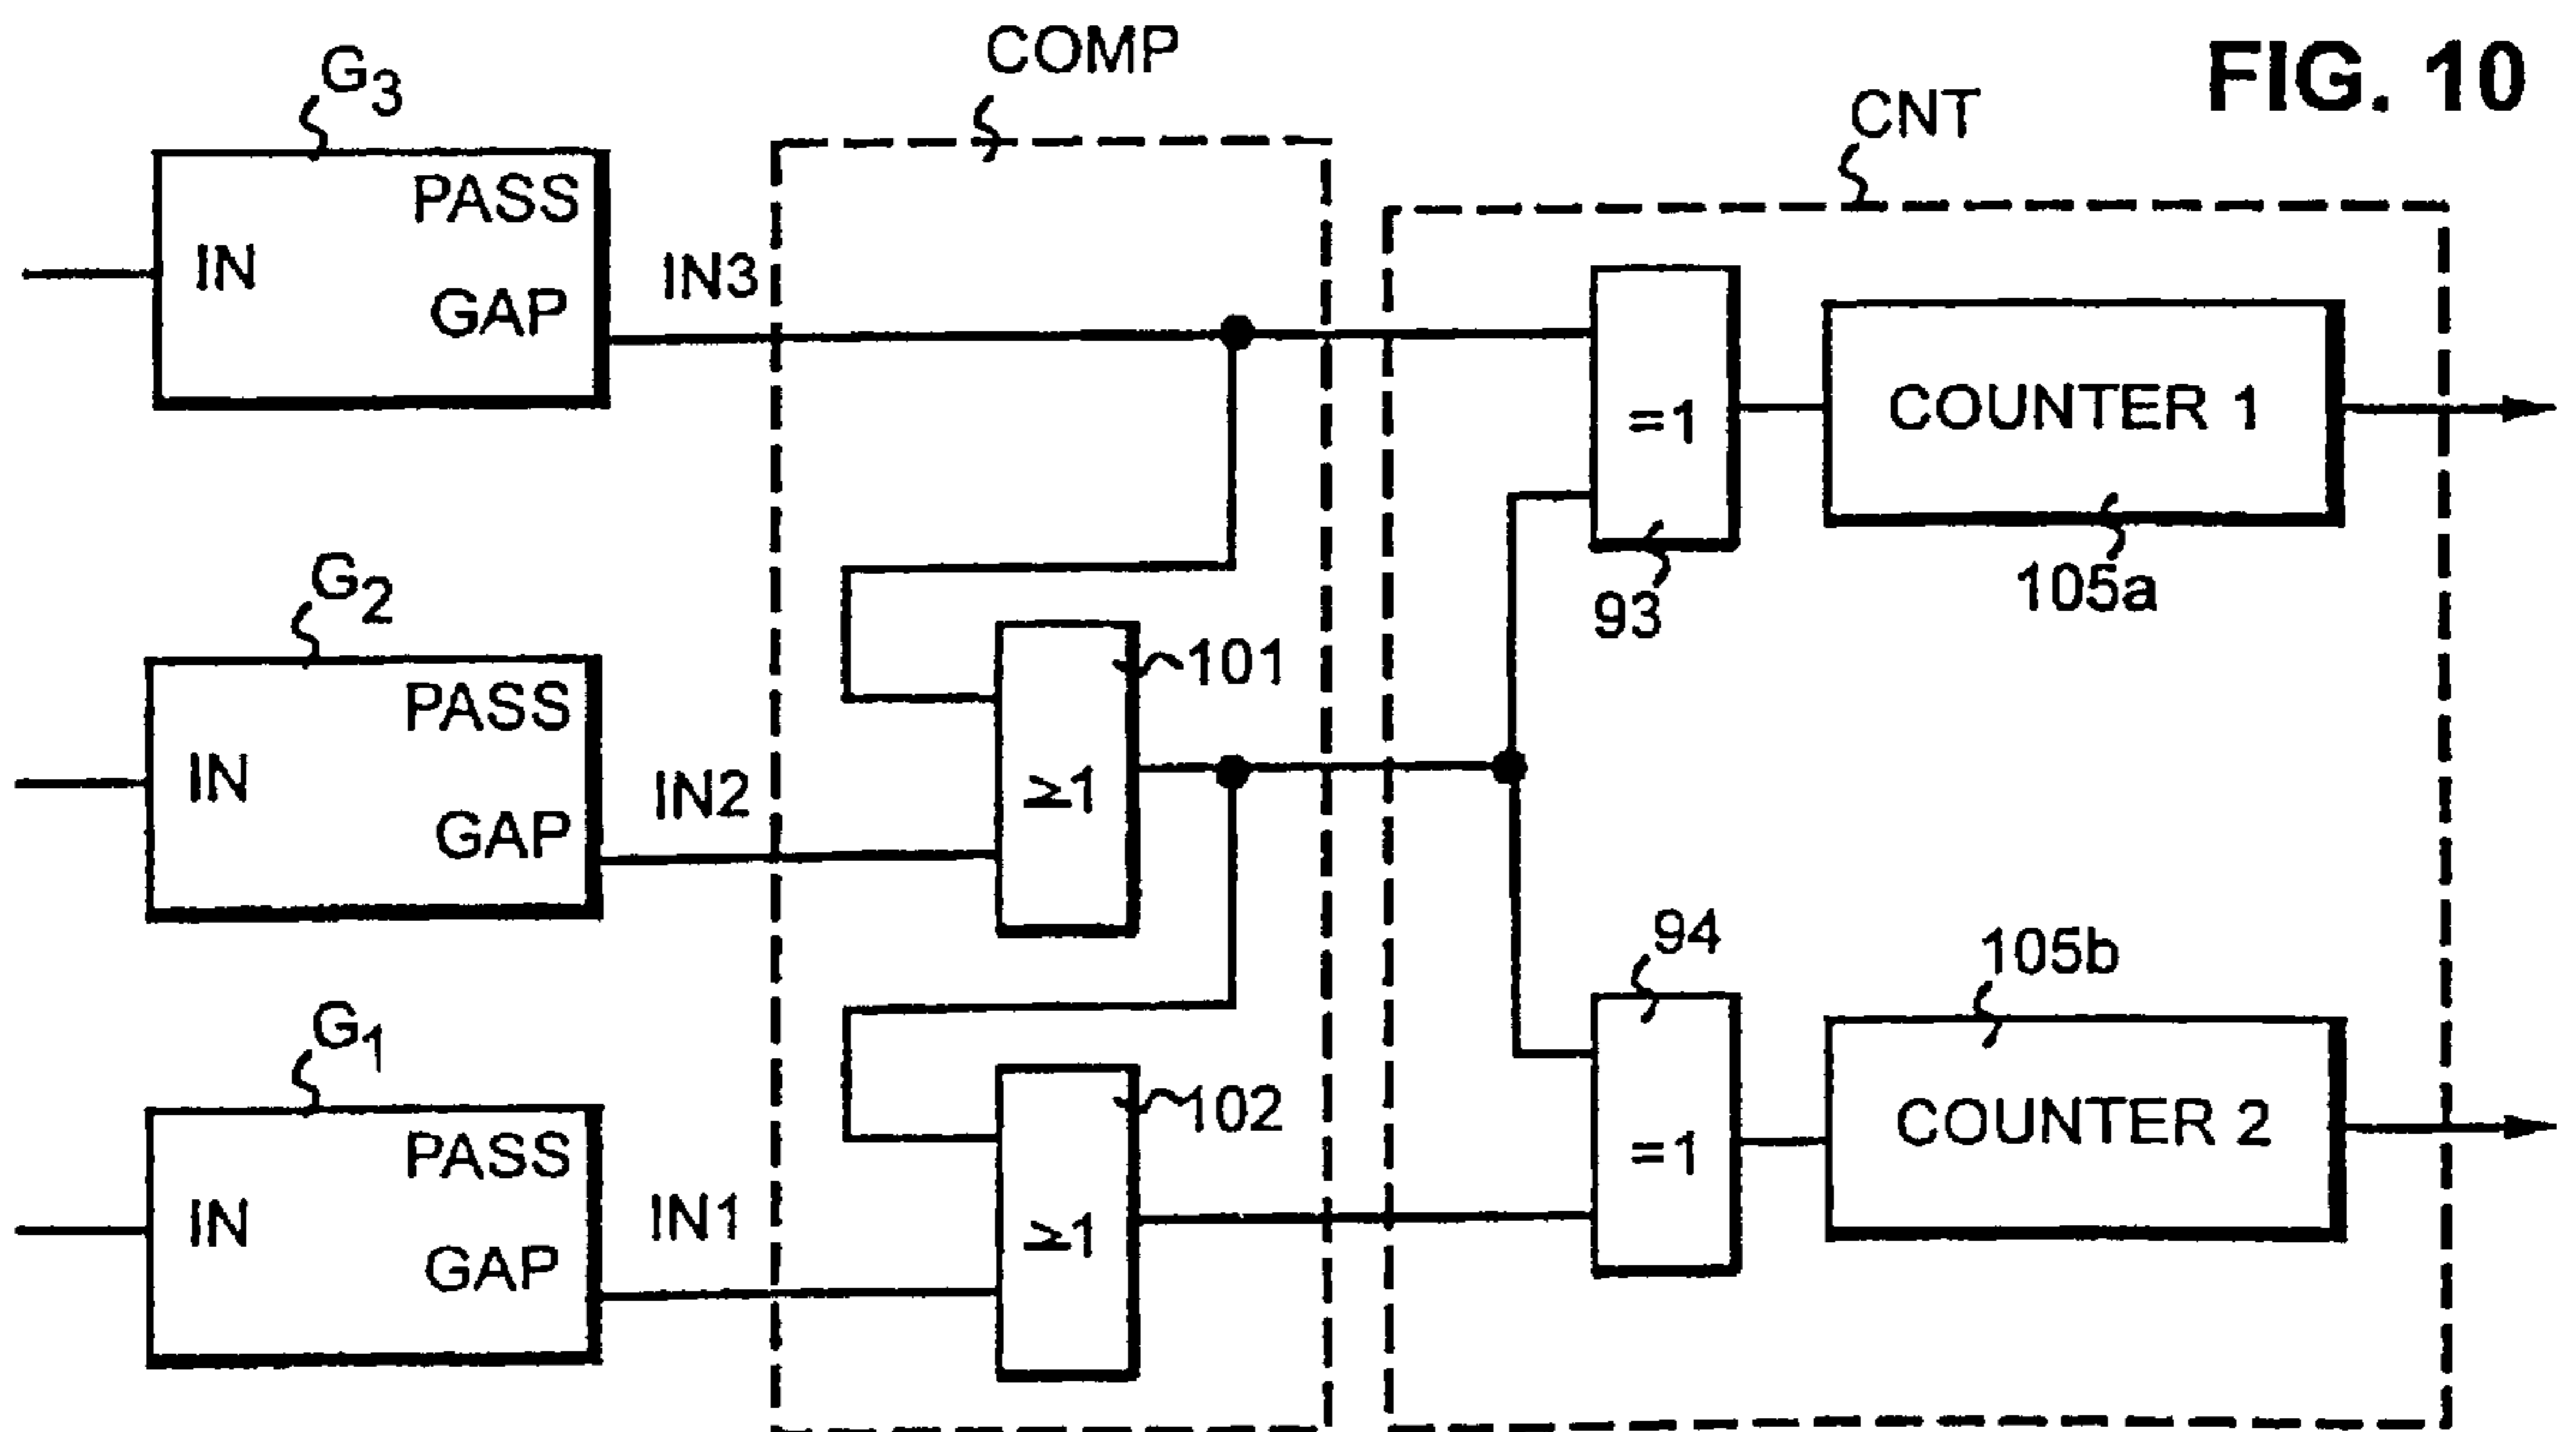 FIG. 10
COMP
CNT
G3
PASS
IN
GAP
IN3
=1
93
COUNTER 1
105a
G2
PASS
IN
GAP
IN2
101
≥1
G1
PASS
IN
GAP
IN1
102
≥1
94
=1
105b
COUNTER 2